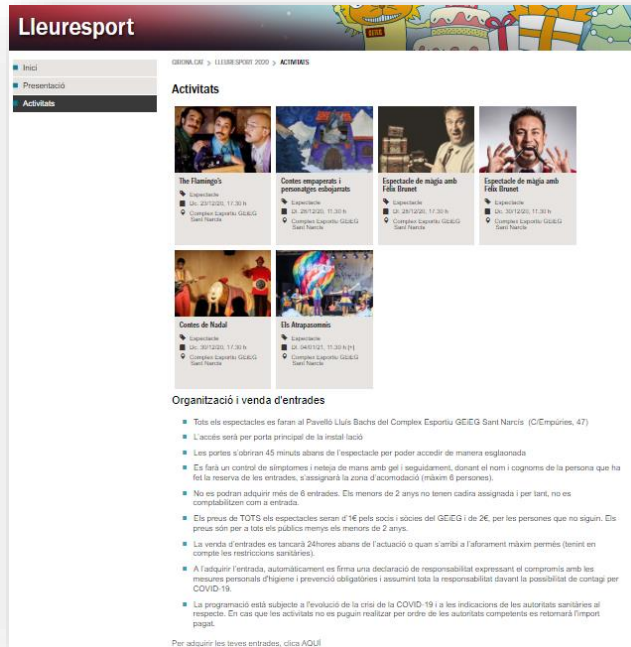 Lleuresport
Inici
Presentació
Activitats
GIRONA.CAT > LLEURESPORT 2020 > ACTIVITATS
Activitats
The Flamingo's
Espectacle
Dc. 23/12/20, 17.30 h
Complex Esportiu GEiEG
Sant Narcís
Contes empaperats i
personatges esbojarrats
Espectacle
Dl. 28/12/20, 11.30 h
Complex Esportiu GEiEG
Sant Narcís
Espectacle de màgia amb
Fèlix Brunet
Espectacle
Dl. 28/12/20, 17.30 h
Complex Esportiu GEiEG
Sant Narcís
Espectacle de màgia amb
Fèlix Brunet
Espectacle
Dc. 30/12/20, 11.30 h
Complex Esportiu GEiEG
Sant Narcís
Contes de Nadal
Espectacle
Dc. 30/12/20, 17.30 h
Complex Esportiu GEiEG
Sant Narcís
Els Atrapasomnis
Espectacle
Dl. 04/01/21, 11.30 h [+]
Complex Esportiu GEiEG
Sant Narcís
Organització i venda d'entrades
Tots els espectacles es faran al Pavelló Lluís Bachs del Complex Esportiu GEiEG Sant Narcís (C/Empúries, 47)
L'accés serà per porta principal de la instal·lació
Les portes s'obriran 45 minuts abans de l'espectacle per poder accedir de manera esglaonada
Es farà un control de símptomes i neteja de mans amb gel i seguidament, donant el nom i cognoms de la persona que ha
fet la reserva de les entrades, s'assignarà la zona d'acomodació (màxim 6 persones).
No es podran adquirir més de 6 entrades. Els menors de 2 anys no tenen cadira assignada i per tant, no es
comptabilitzen com a entrada.
Els preus de TOTS els espectacles seran d'1€ pels socis i sòcies del GEiEG i de 2€, per les persones que no siguin. Els
preus són per a tots els públics menys els menors de 2 anys.
La venda d'entrades es tancarà 24hores abans de l'actuació o quan s'arribi a l'aforament màxim permès (tenint en
compte les restriccions sanitàries).
A l'adquirir l'entrada, automàticament es firma una declaració de responsabilitat expressant el compromís amb les
mesures personals d'higiene i prevenció obligatòries i assumint tota la responsabilitat davant la possibilitat de contagi per
COVID-19.
La programació està subjecte a l'evolució de la crisi de la COVID-19 i a les indicacions de les autoritats sanitàries al
respecte. En cas que les activitats no es puguin realitzar per ordre de les autoritats competents es retornarà l'import
pagat.
Per adquirir les teves entrades, clica AQUÍ